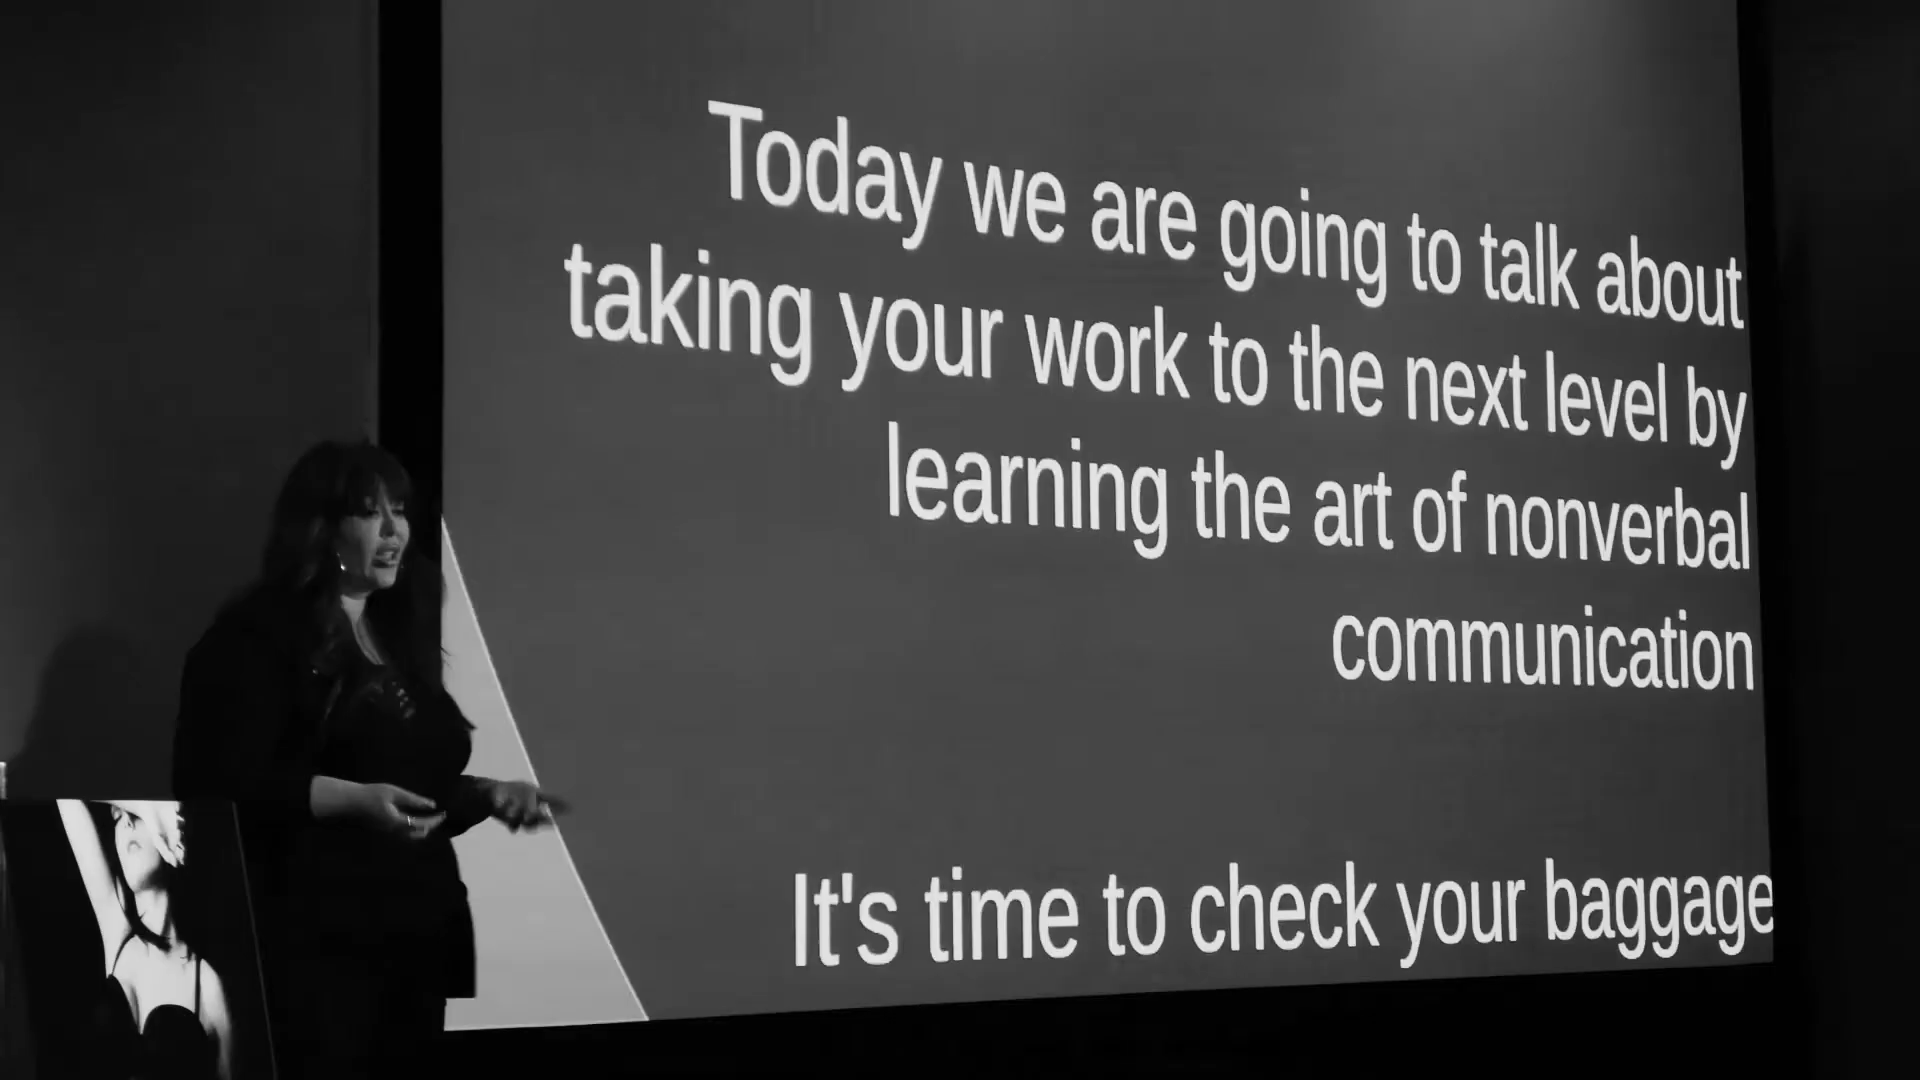 Today we are going to talk about
taking your work to the next level by
learning the art of nonverbal
communication
It's time to check your baggage